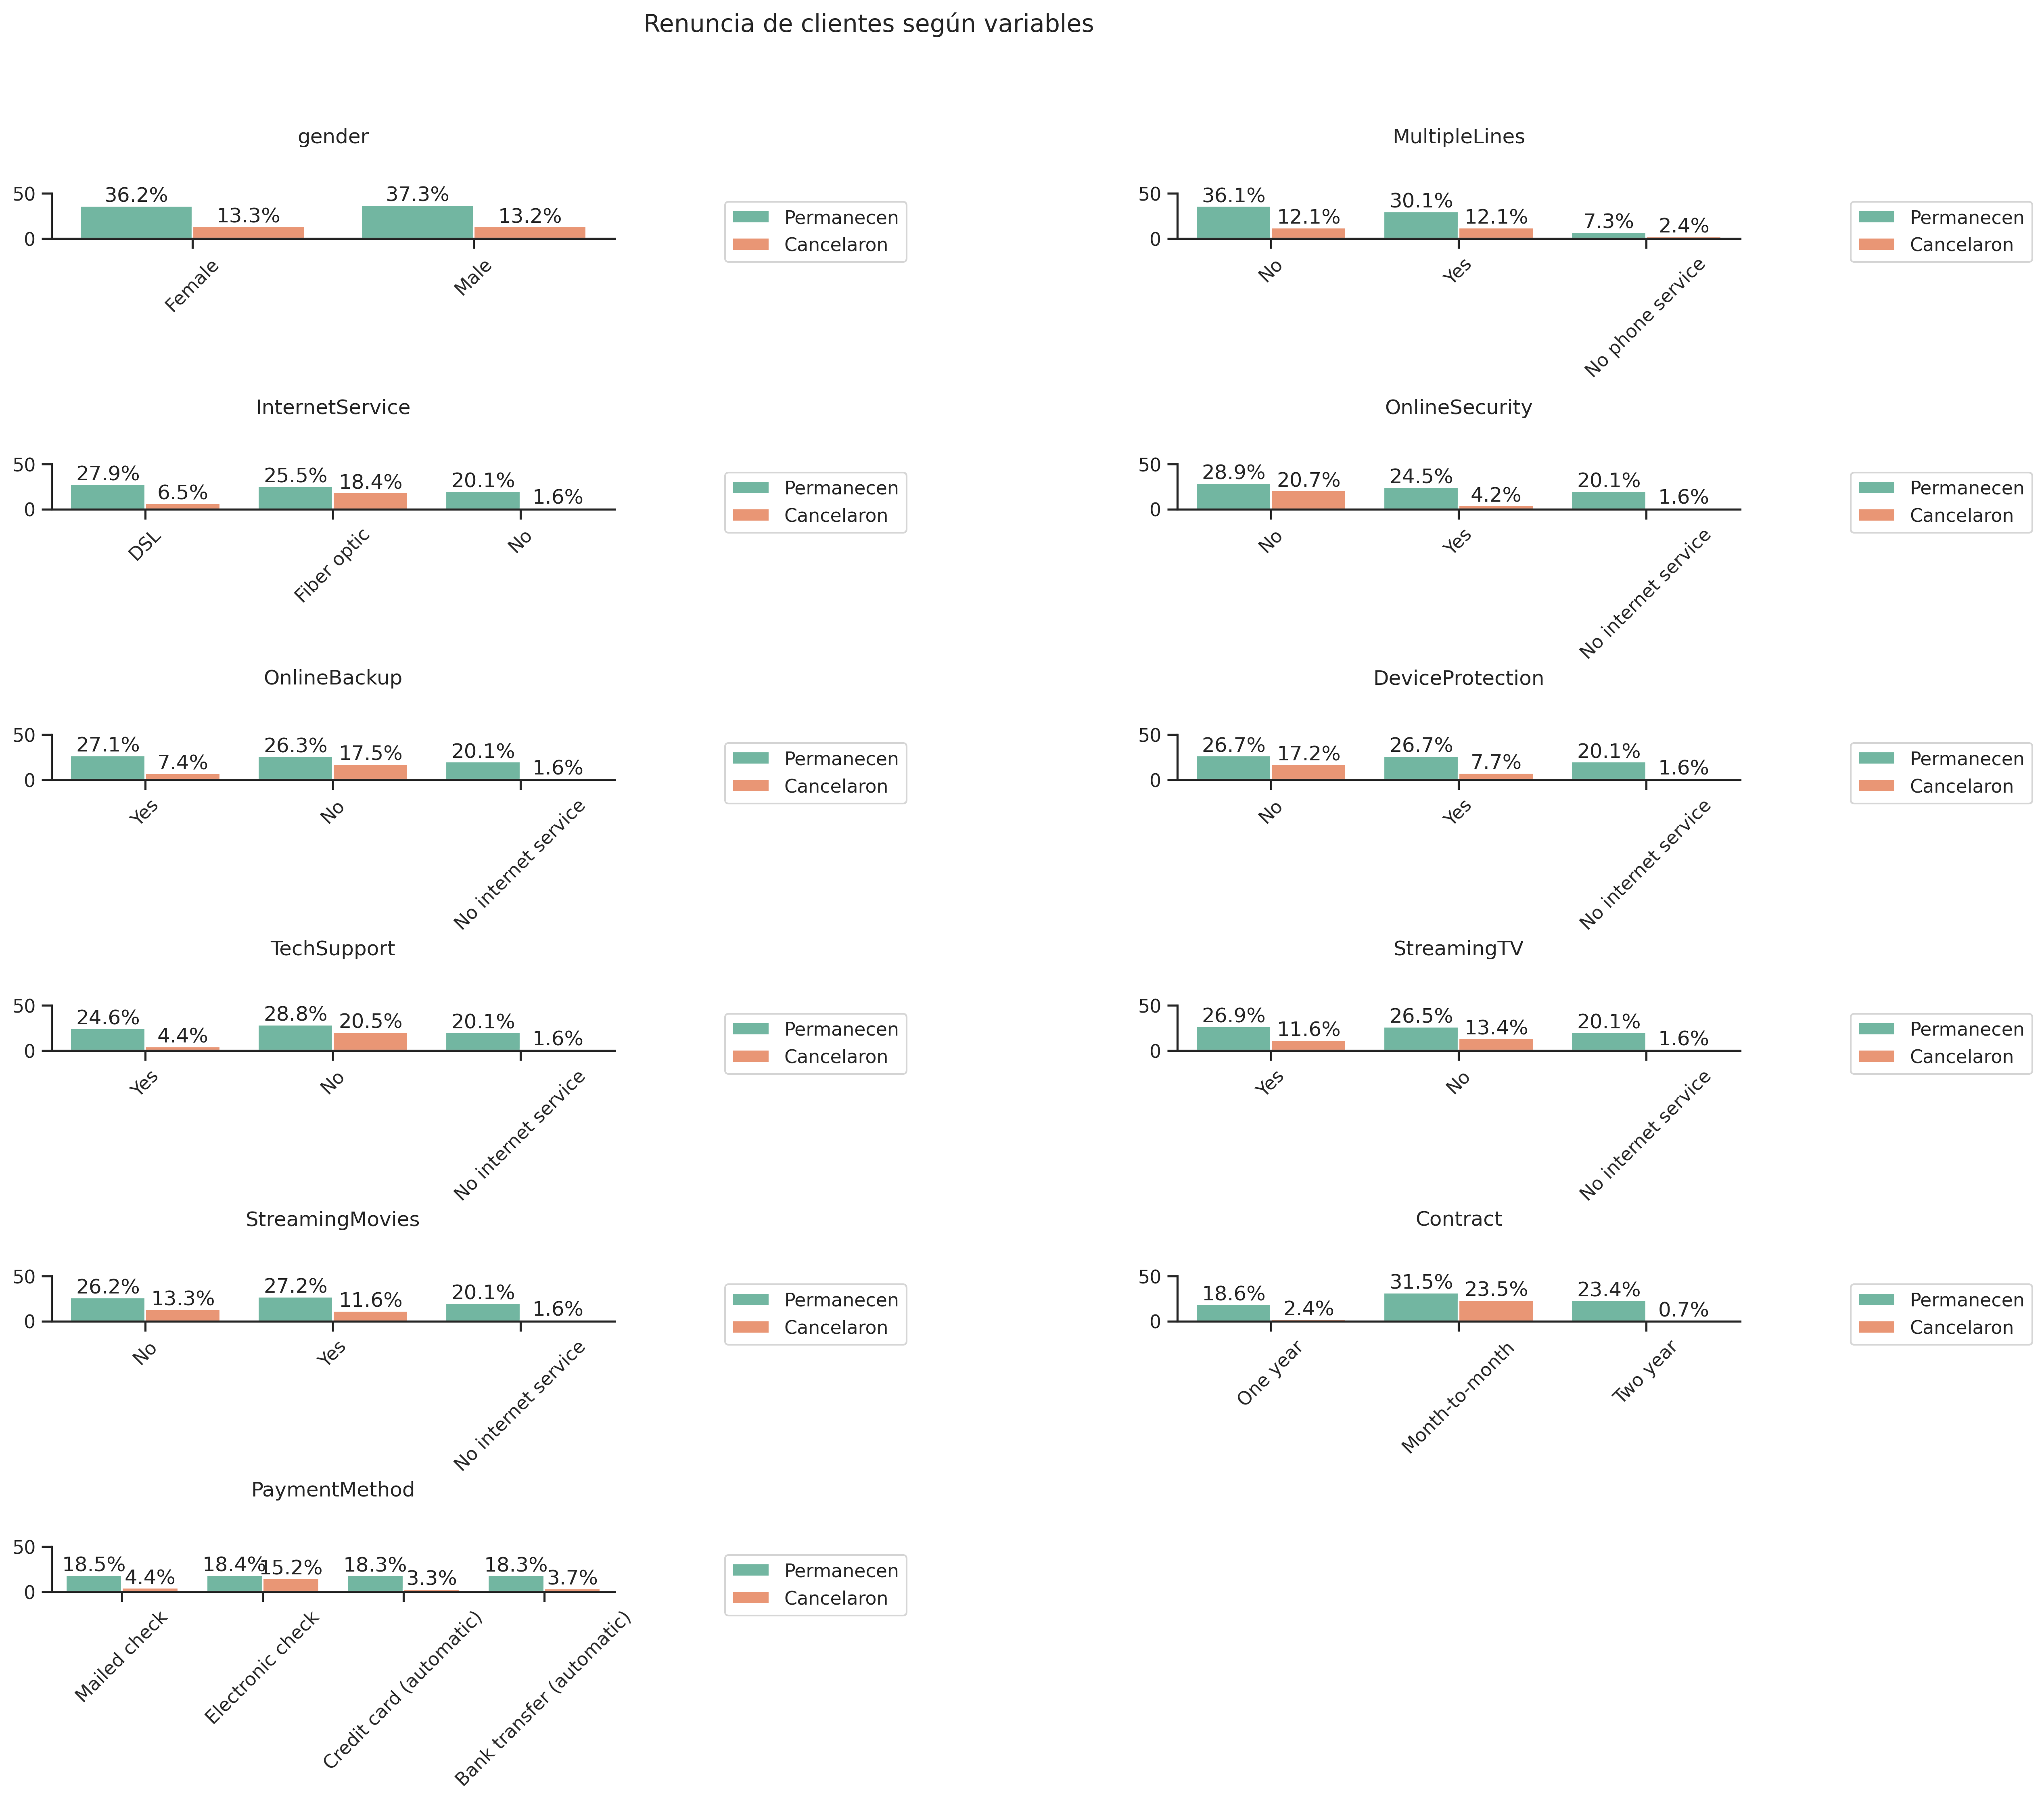 Renuncia de clientes según variables
gender
50
0
36.2%
13.3%
37.3%
13.2%
Female
Male
Permanecen
Cancelaron
MultipleLines
50
0
36.1%
12.1%
30.1%
12.1%
7.3%
2.4%
No
Yes
No phone service
Permanecen
Cancelaron
InternetService
50
0
27.9%
6.5%
25.5%
18.4%
20.1%
1.6%
DSL
Fiber optic
No
Permanecen
Cancelaron
OnlineSecurity
50
0
28.9%
20.7%
24.5%
4.2%
20.1%
1.6%
No
Yes
No internet service
Permanecen
Cancelaron
OnlineBackup
50
0
27.1%
7.4%
26.3%
17.5%
20.1%
1.6%
Yes
No
No internet service
Permanecen
Cancelaron
DeviceProtection
50
0
26.7%
17.2%
26.7%
7.7%
20.1%
1.6%
No
Yes
No internet service
Permanecen
Cancelaron
TechSupport
50
0
24.6%
4.4%
28.8%
20.5%
20.1%
1.6%
Yes
No
No internet service
Permanecen
Cancelaron
StreamingTV
50
0
26.9%
11.6%
26.5%
13.4%
20.1%
1.6%
Yes
No
No internet service
Permanecen
Cancelaron
StreamingMovies
50
0
26.2%
13.3%
27.2%
11.6%
20.1%
1.6%
No
Yes
No internet service
Permanecen
Cancelaron
Contract
50
0
18.6%
2.4%
31.5%
23.5%
23.4%
0.7%
One year
Month-to-month
Two year
Permanecen
Cancelaron
PaymentMethod
50
0
18.5%
4.4%
18.4%
15.2%
18.3%
3.3%
18.3%
3.7%
Mailed check
Electronic check
Credit card (automatic)
Bank transfer (automatic)
Permanecen
Cancelaron